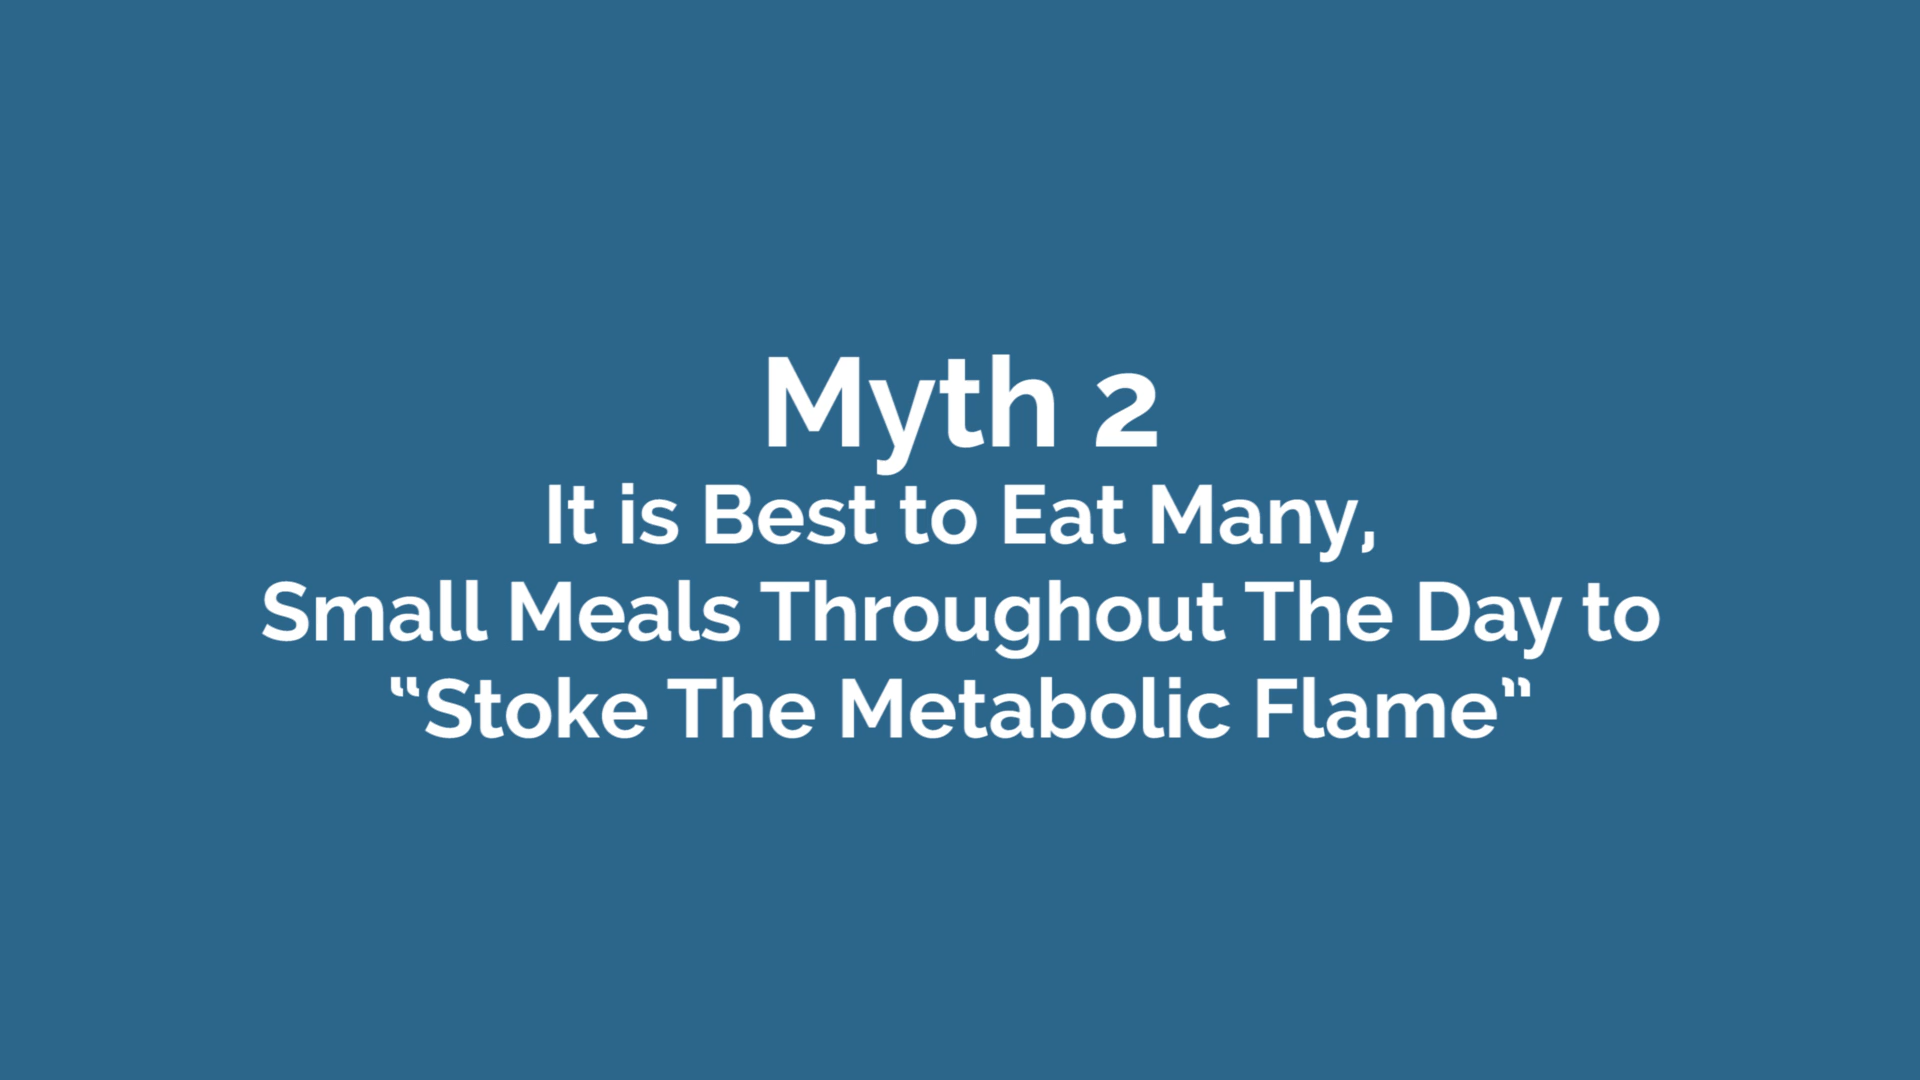 Myth 2
It is Best to Eat Many,
Small Meals Throughout The Day to
“Stoke The Metabolic Flame”